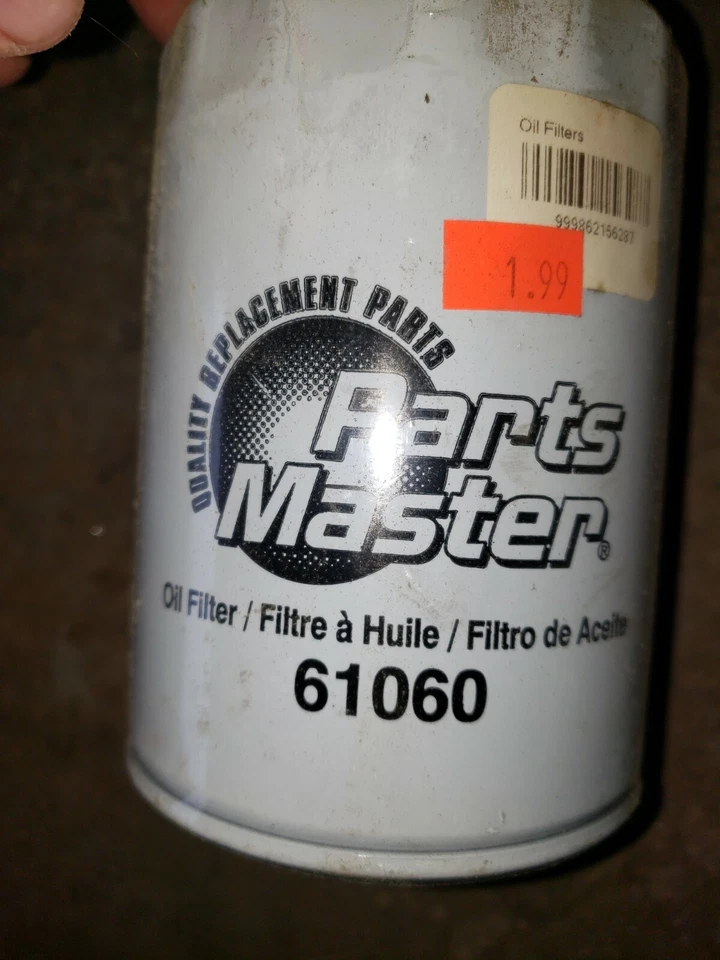 Oil Filters
999862156287
1.99
QUALITY REPLACEMENT PARTS
Parts
Master®
Oil Filter / Filtre à Huile / Filtro de Aceite
61060